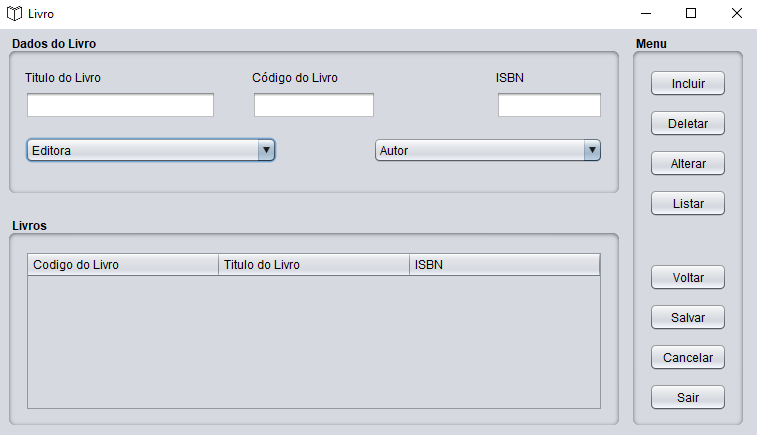 Livro
Dados do Livro
Menu
Titulo do Livro
Código do Livro
ISBN
Editora
Autor
Incluir
Deletar
Alterar
Listar
Livros
Codigo do Livro
Titulo do Livro
ISBN
Voltar
Salvar
Cancelar
Sair